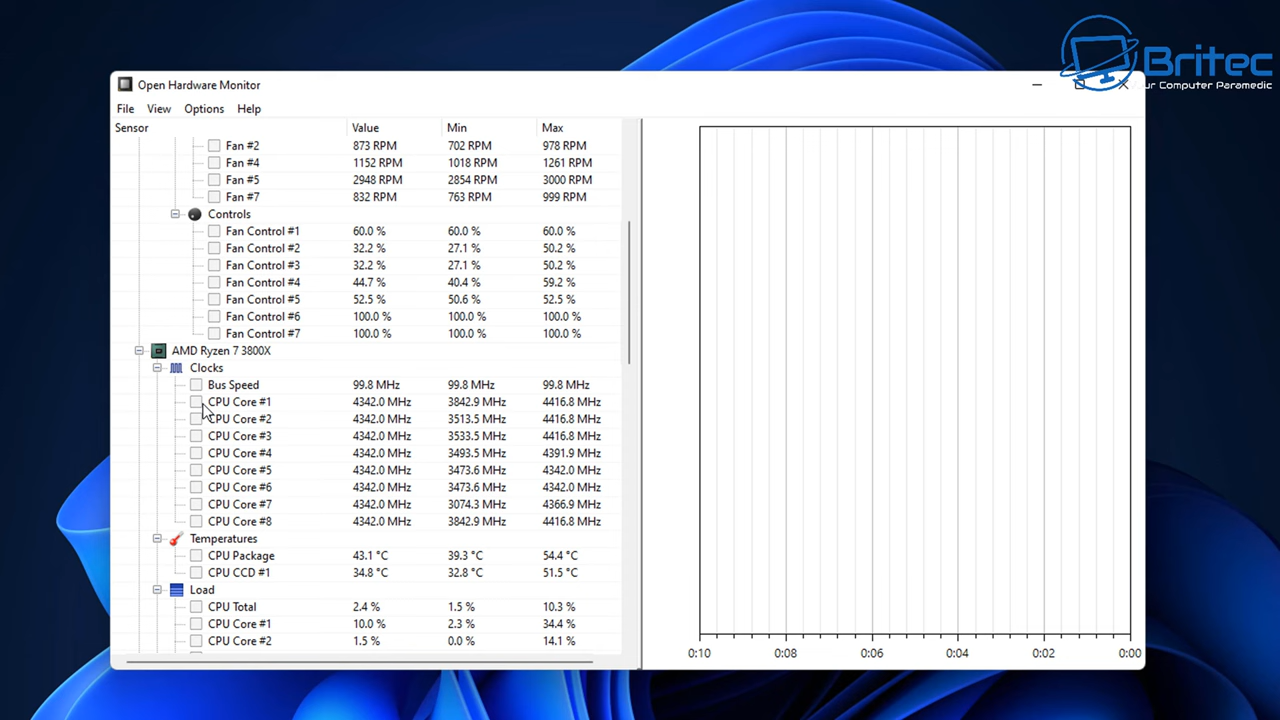 Britec
ur Computer Paramedic
Open Hardware Monitor
File View Options Help
Sensor Value Min Max
Fan #2 873 RPM 702 RPM 978 RPM
Fan #4 1152 RPM 1018 RPM 1261 RPM
Fan #5 2948 RPM 2854 RPM 3000 RPM
Fan #7 832 RPM 763 RPM 999 RPM
Controls
Fan Control #1 60.0 % 60.0 % 60.0 %
Fan Control #2 32.2 % 27.1 % 50.2 %
Fan Control #3 32.2 % 27.1 % 50.2 %
Fan Control #4 44.7 % 40.4 % 59.2 %
Fan Control #5 52.5 % 50.6 % 52.5 %
Fan Control #6 100.0 % 100.0 % 100.0 %
Fan Control #7 100.0 % 100.0 % 100.0 %
AMD Ryzen 7 3800X
Clocks
Bus Speed 99.8 MHz 99.8 MHz 99.8 MHz
CPU Core #1 4342.0 MHz 3842.9 MHz 4416.8 MHz
CPU Core #2 4342.0 MHz 3513.5 MHz 4416.8 MHz
CPU Core #3 4342.0 MHz 3533.5 MHz 4416.8 MHz
CPU Core #4 4342.0 MHz 3493.5 MHz 4391.9 MHz
CPU Core #5 4342.0 MHz 3473.6 MHz 4342.0 MHz
CPU Core #6 4342.0 MHz 3473.6 MHz 4342.0 MHz
CPU Core #7 4342.0 MHz 3074.3 MHz 4366.9 MHz
CPU Core #8 4342.0 MHz 3842.9 MHz 4416.8 MHz
Temperatures
CPU Package 43.1 °C 39.3 °C 54.4 °C
CPU CCD #1 34.8 °C 32.8 °C 51.5 °C
Load
CPU Total 2.4 % 1.5 % 10.3 %
CPU Core #1 10.0 % 2.3 % 34.4 %
CPU Core #2 1.5 % 0.0 % 14.1 %
0:10 0:08 0:06 0:04 0:02 0:00